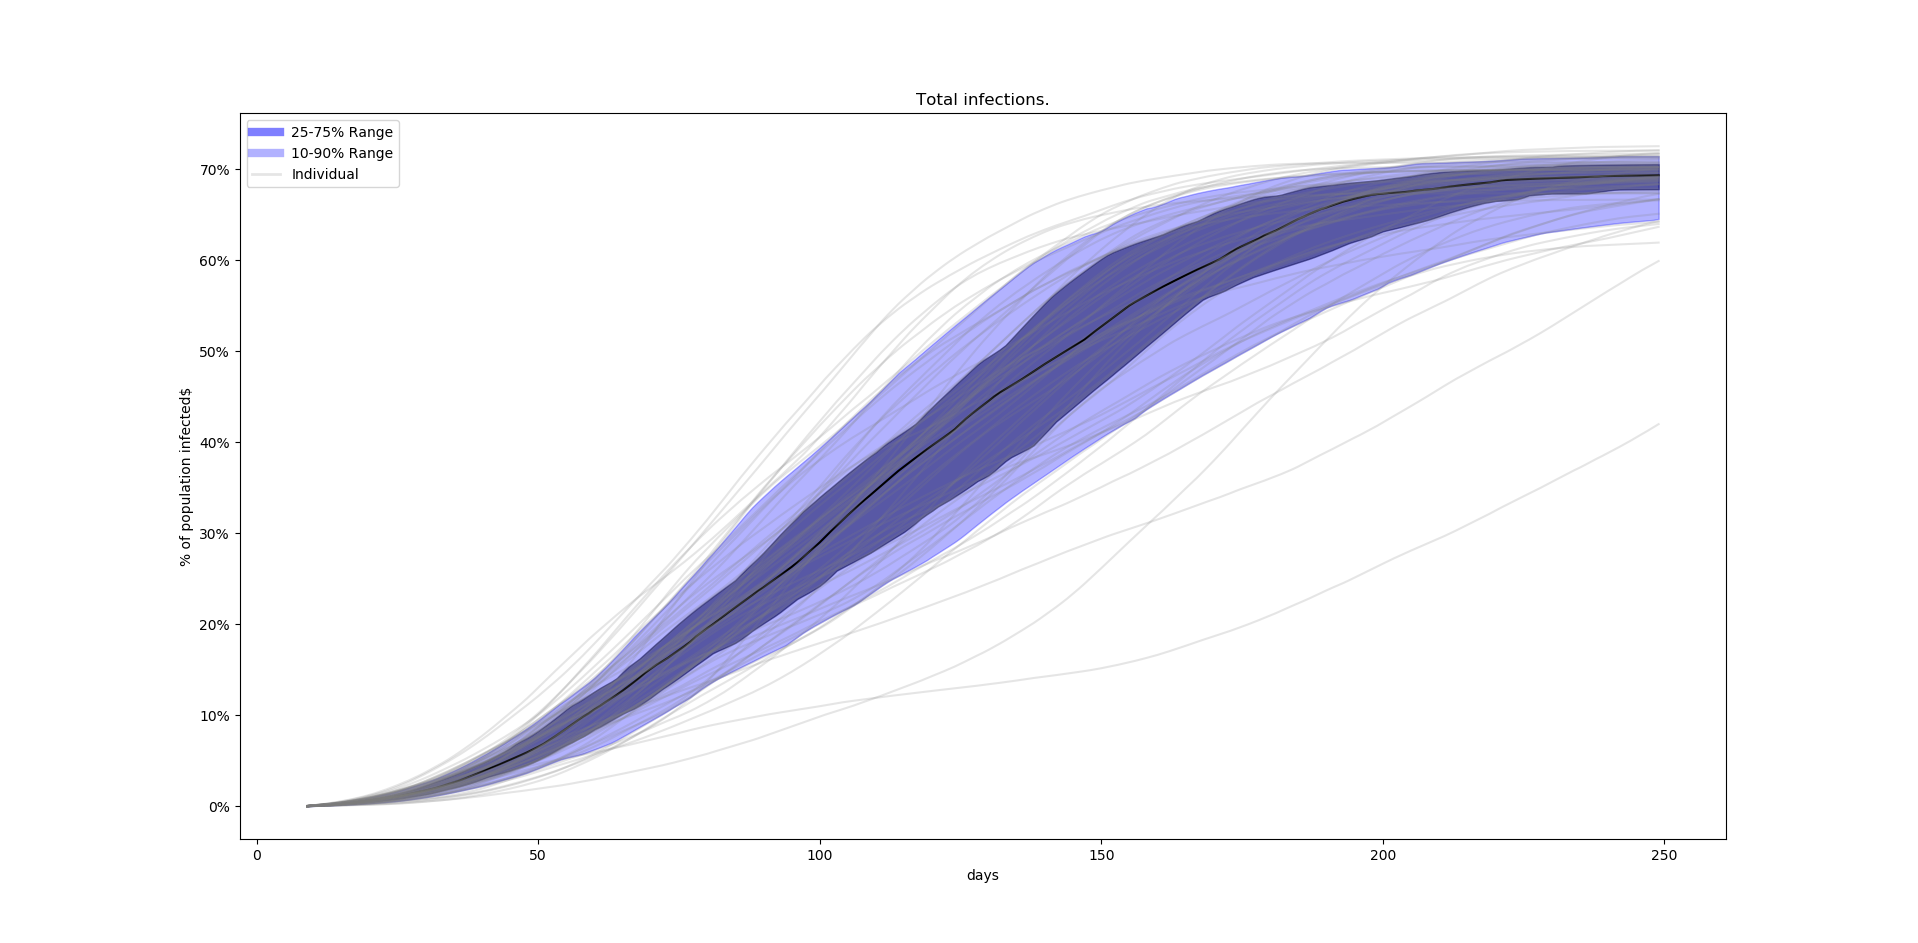 Total infections.
25-75% Range
10-90% Range
Individual
70%
60%
50%
40%
30%
20%
10%
0%
% of population infected$
0 50 100 150 200 250
days